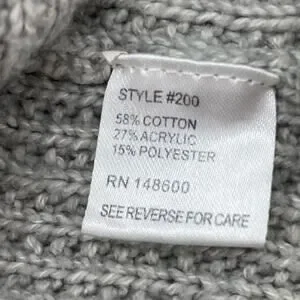 STYLE #200
58% COTTON
27% ACRYLIC
15% POLYESTER
RN 148600
SEE REVERSE FOR CARE